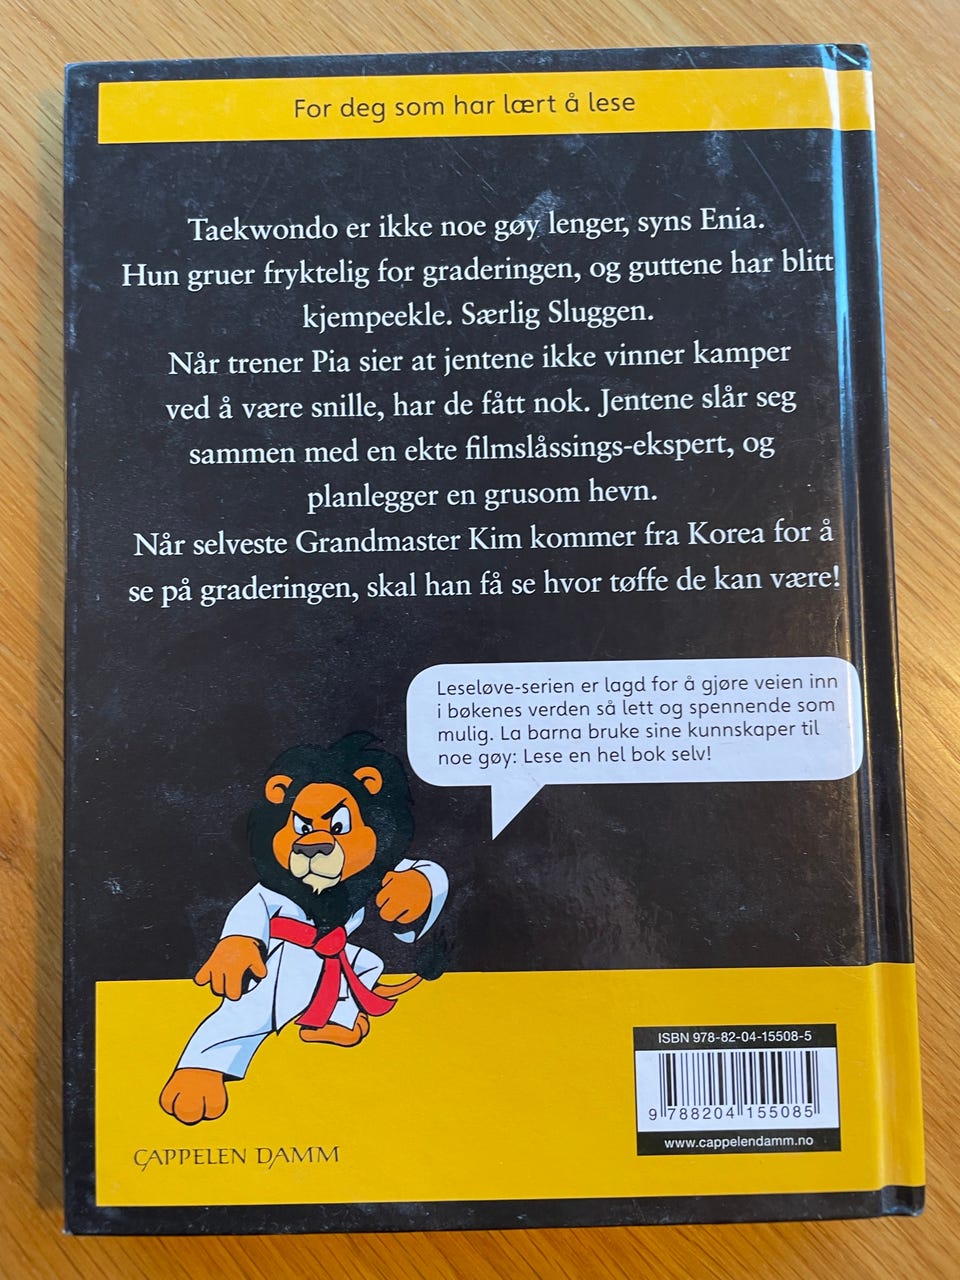 For deg som har lært å lese
Taekwondo er ikke noe gøy lenger, syns Enia.
Hun gruer fryktelig for graderingen, og guttene har blitt
kjempeekle. Særlig Sluggen.
Når trener Pia sier at jentene ikke vinner kamper
ved å være snille, har de fått nok. Jentene slår seg
sammen med en ekte filmslåssings-ekspert, og
planlegger en grusom hevn.
Når selveste Grandmaster Kim kommer fra Korea for å
se på graderingen, skal han få se hvor tøffe de kan være!
Leseløve-serien er lagd for å gjøre veien inn
i bøkenes verden så lett og spennende som
mulig. La barna bruke sine kunnskaper til
noe gøy: Lese en hel bok selv!
ISBN 978-82-04-15508-5
9 788204 155085
www.cappelendamm.no
CAPPELEN DAMM